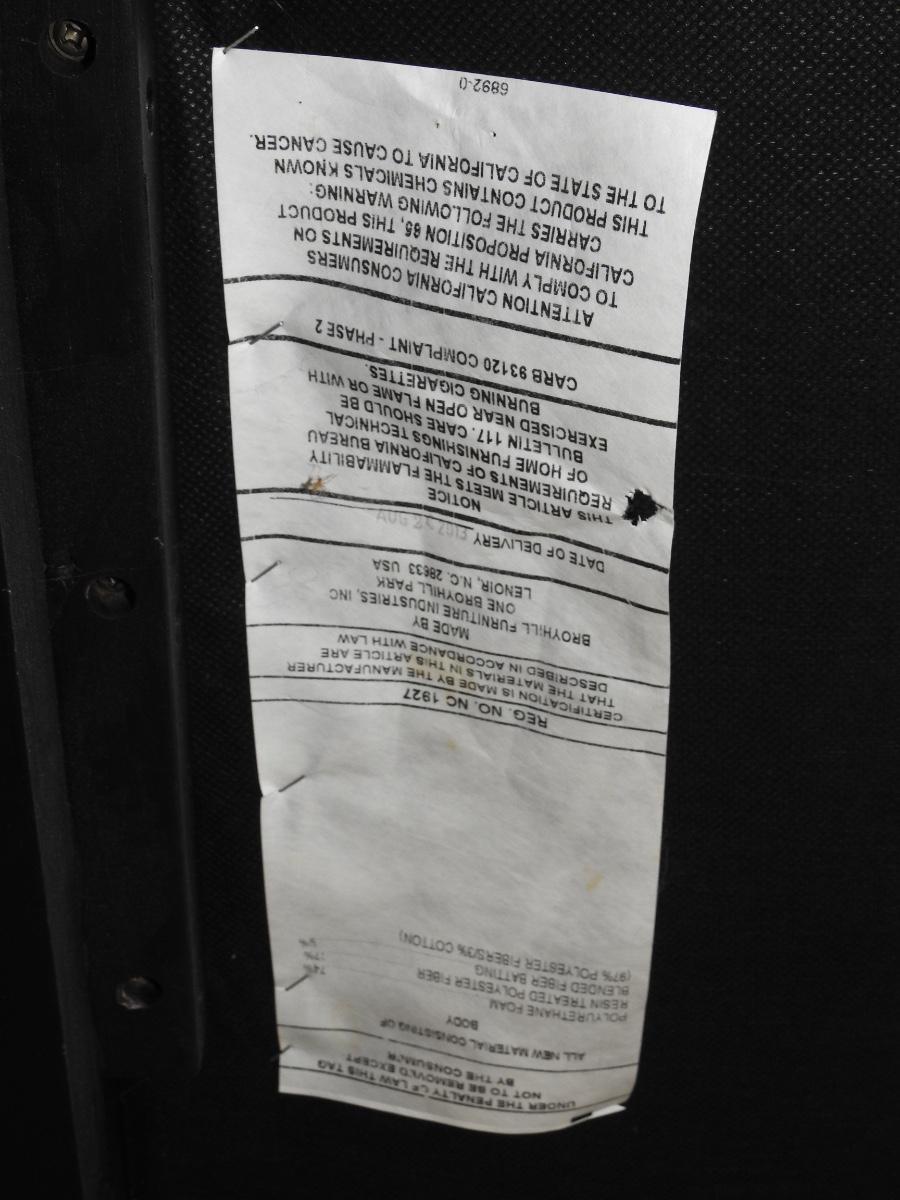 UNDER THE PENALTY OF LAW THIS TAG
NOT TO BE REMOVED EXCEPT
BY THE CONSUMER
ALL NEW MATERIAL CONSISTING OF
BODY
POLYURETHANE FOAM 74%
RESIN TREATED POLYESTER FIBER 17%
BLENDED FIBER BATTING 9%
(97% POLYESTER FIBERS/3% COTTON)
REG. NO. NC 1927
CERTIFICATION IS MADE BY THE MANUFACTURER
THAT THE MATERIALS IN THIS ARTICLE ARE
DESCRIBED IN ACCORDANCE WITH LAW
MADE BY
BROYHILL FURNITURE INDUSTRIES, INC
ONE BROYHILL PARK
LENOIR, N.C. 28633 USA
DATE OF DELIVERY AUG 2013
NOTICE
THIS ARTICLE MEETS THE FLAMMABILITY
REQUIREMENTS OF CALIFORNIA BUREAU
OF HOME FURNISHINGS TECHNICAL
BULLETIN 117. CARE SHOULD BE
EXERCISED NEAR OPEN FLAME OR WITH
BURNING CIGARETTES.
CARB 93120 COMPLAINT - PHASE 2
ATTENTION CALIFORNIA CONSUMERS
TO COMPLY WITH THE REQUIREMENTS ON
CALIFORNIA PROPOSITION 65, THIS PRODUCT
CARRIES THE FOLLOWING WARNING:
THIS PRODUCT CONTAINS CHEMICALS KNOWN
TO THE STATE OF CALIFORNIA TO CAUSE CANCER.
6892-0